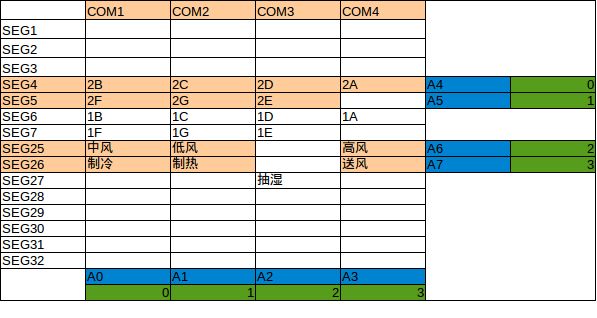 COM1 COM2 COM3 COM4
SEG1
SEG2
SEG3
SEG4 2B 2C 2D 2A A4 0
SEG5 2F 2G 2E A5 1
SEG6 1B 1C 1D 1A
SEG7 1F 1G 1E
SEG25 中风 低风 高风 A6 2
SEG26 制冷 制热 送风 A7 3
SEG27 抽湿
SEG28
SEG29
SEG30
SEG31
SEG32
A0 A1 A2 A3
0 1 2 3